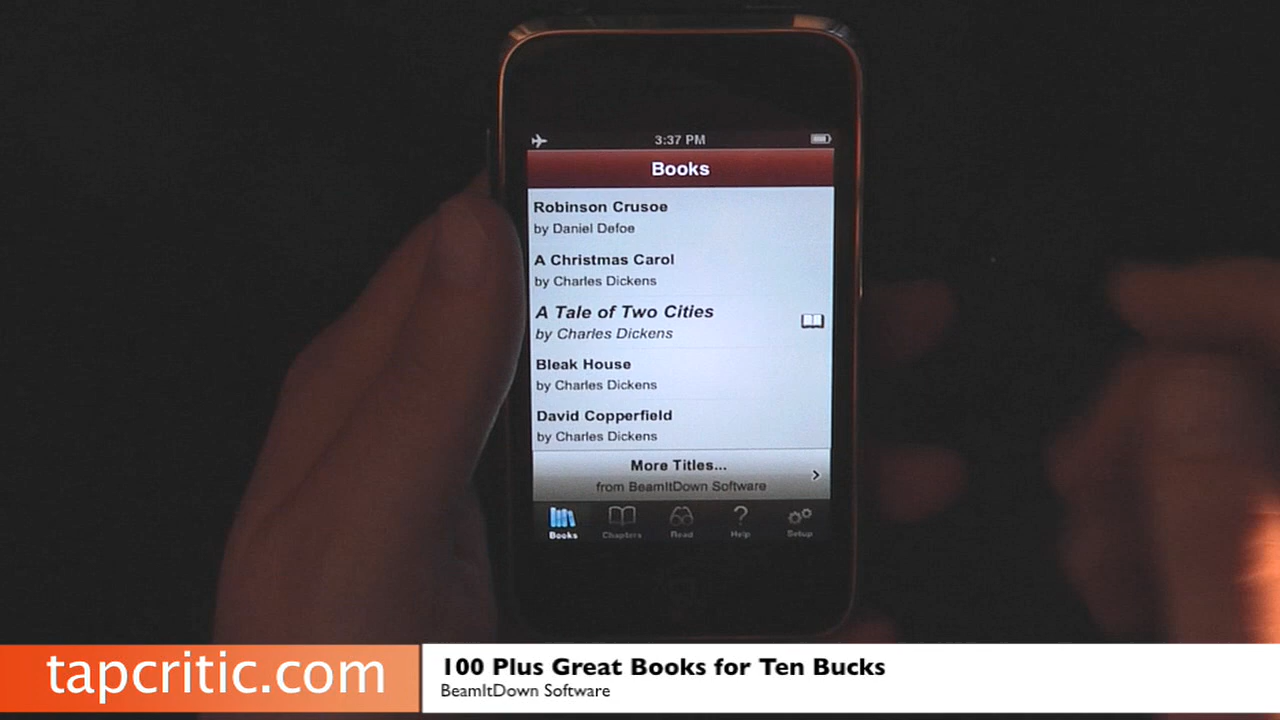 3:37 PM
Books
Robinson Crusoe
by Daniel Defoe
A Christmas Carol
by Charles Dickens
A Tale of Two Cities
by Charles Dickens
Bleak House
by Charles Dickens
David Copperfield
by Charles Dickens
More Titles...
from BeamItDown Software
Books Chapters Read Help Setup
tapcritic.com
100 Plus Great Books for Ten Bucks
BeamItDown Software